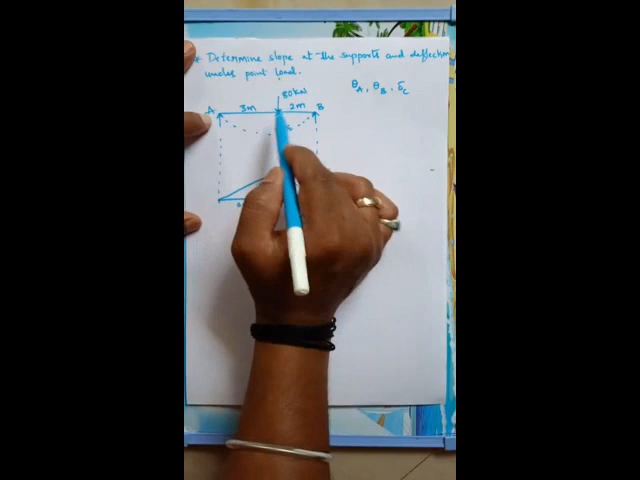 * Determine slope at the supports and deflection
under point load.
80kN
θA, θB, δC
A 3m 2m B